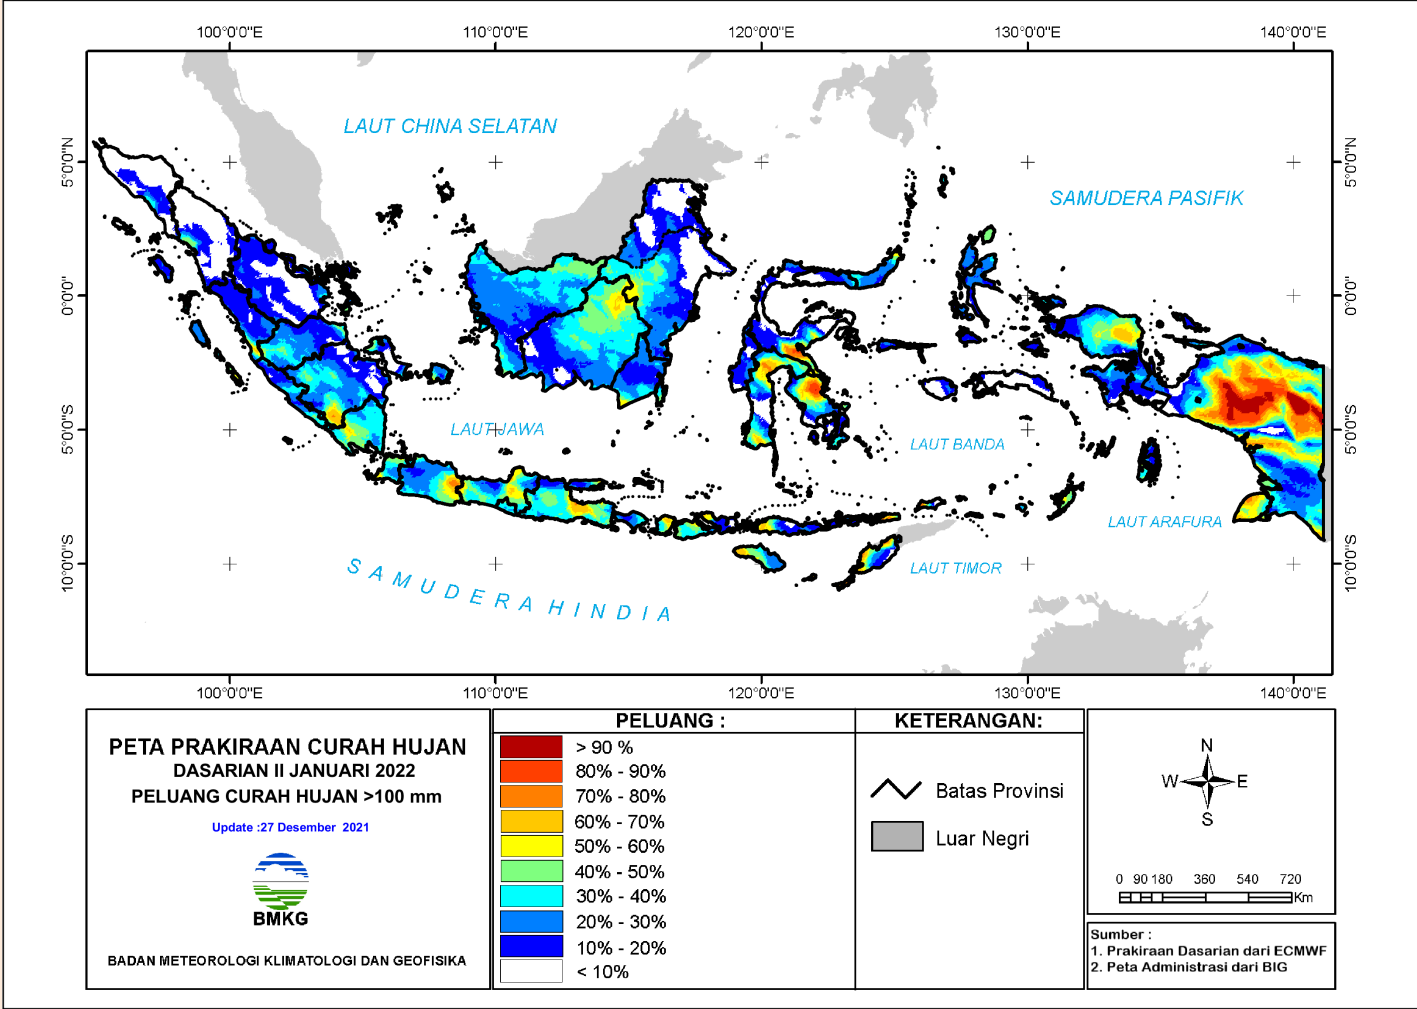 100°0'0"E 110°0'0"E 120°0'0"E 130°0'0"E 140°0'0"E
5°0'0"N 5°0'0"N
0°0'0" 0°0'0"
5°0'0"S 5°0'0"S
10°0'0"S 10°0'0"S
LAUT CHINA SELATAN
SAMUDERA PASIFIK
LAUT JAWA
LAUT BANDA
LAUT ARAFURA
LAUT TIMOR
SAMUDERA HINDIA
100°0'0"E 110°0'0"E 120°0'0"E 130°0'0"E 140°0'0"E
PETA PRAKIRAAN CURAH HUJAN
DASARIAN II JANUARI 2022
PELUANG CURAH HUJAN >100 mm
Update :27 Desember 2021
BMKG
BADAN METEOROLOGI KLIMATOLOGI DAN GEOFISIKA
PELUANG :
> 90 %
80% - 90%
70% - 80%
60% - 70%
50% - 60%
40% - 50%
30% - 40%
20% - 30%
10% - 20%
< 10%
KETERANGAN:
Batas Provinsi
Luar Negri
N
W E
S
0 90 180 360 540 720
Km
Sumber :
1. Prakiraan Dasarian dari ECMWF
2. Peta Administrasi dari BIG